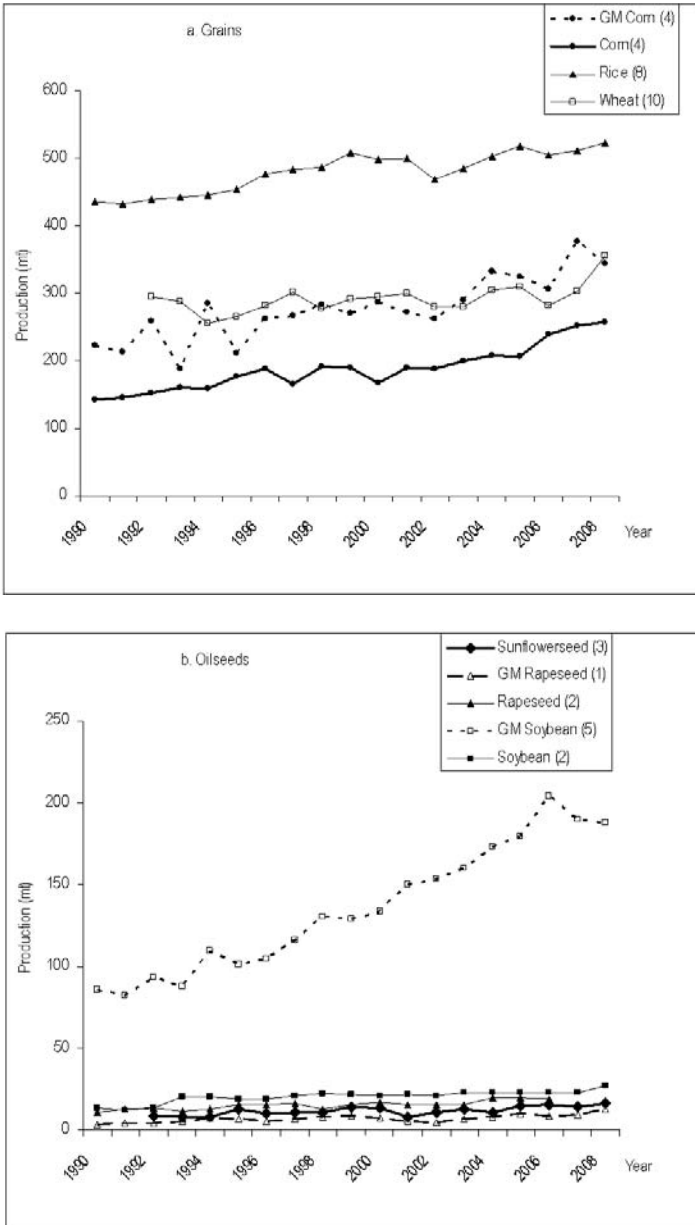 a. Grains
GM Corn (4)
Corn(4)
Rice (8)
Wheat (10)
Production (mt)
600
500
400
300
200
100
0
1990 1992 1994 1996 1998 2000 2002 2004 2006 2008 Year
b. Oilseeds
Sunflowerseed (3)
GM Rapeseed (1)
Rapeseed (2)
GM Soybean (5)
Soybean (2)
Production (mt)
250
200
150
100
50
0
1990 1992 1994 1996 1998 2000 2002 2004 2006 2008 Year